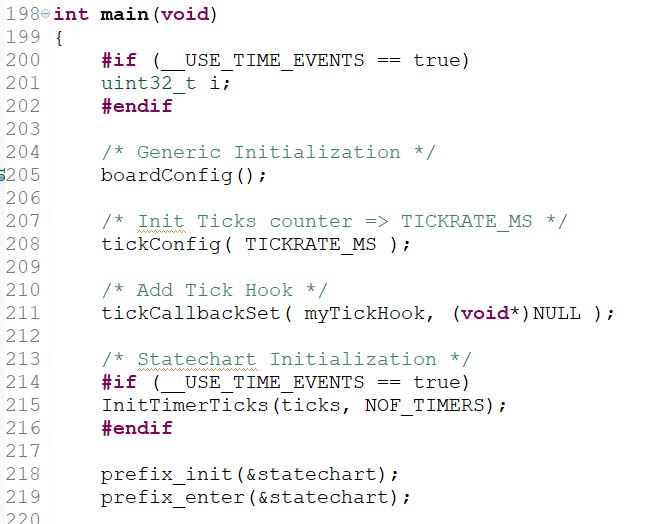 198 int main(void)
199 {
200 #if (__USE_TIME_EVENTS == true)
201 uint32_t i;
202 #endif
203
204 /* Generic Initialization */
205 boardConfig();
206
207 /* Init Ticks counter => TICKRATE_MS */
208 tickConfig( TICKRATE_MS );
209
210 /* Add Tick Hook */
211 tickCallbackSet( myTickHook, (void*)NULL );
212
213 /* Statechart Initialization */
214 #if (__USE_TIME_EVENTS == true)
215 InitTimerTicks(ticks, NOF_TIMERS);
216 #endif
217
218 prefix_init(&statechart);
219 prefix_enter(&statechart);
220